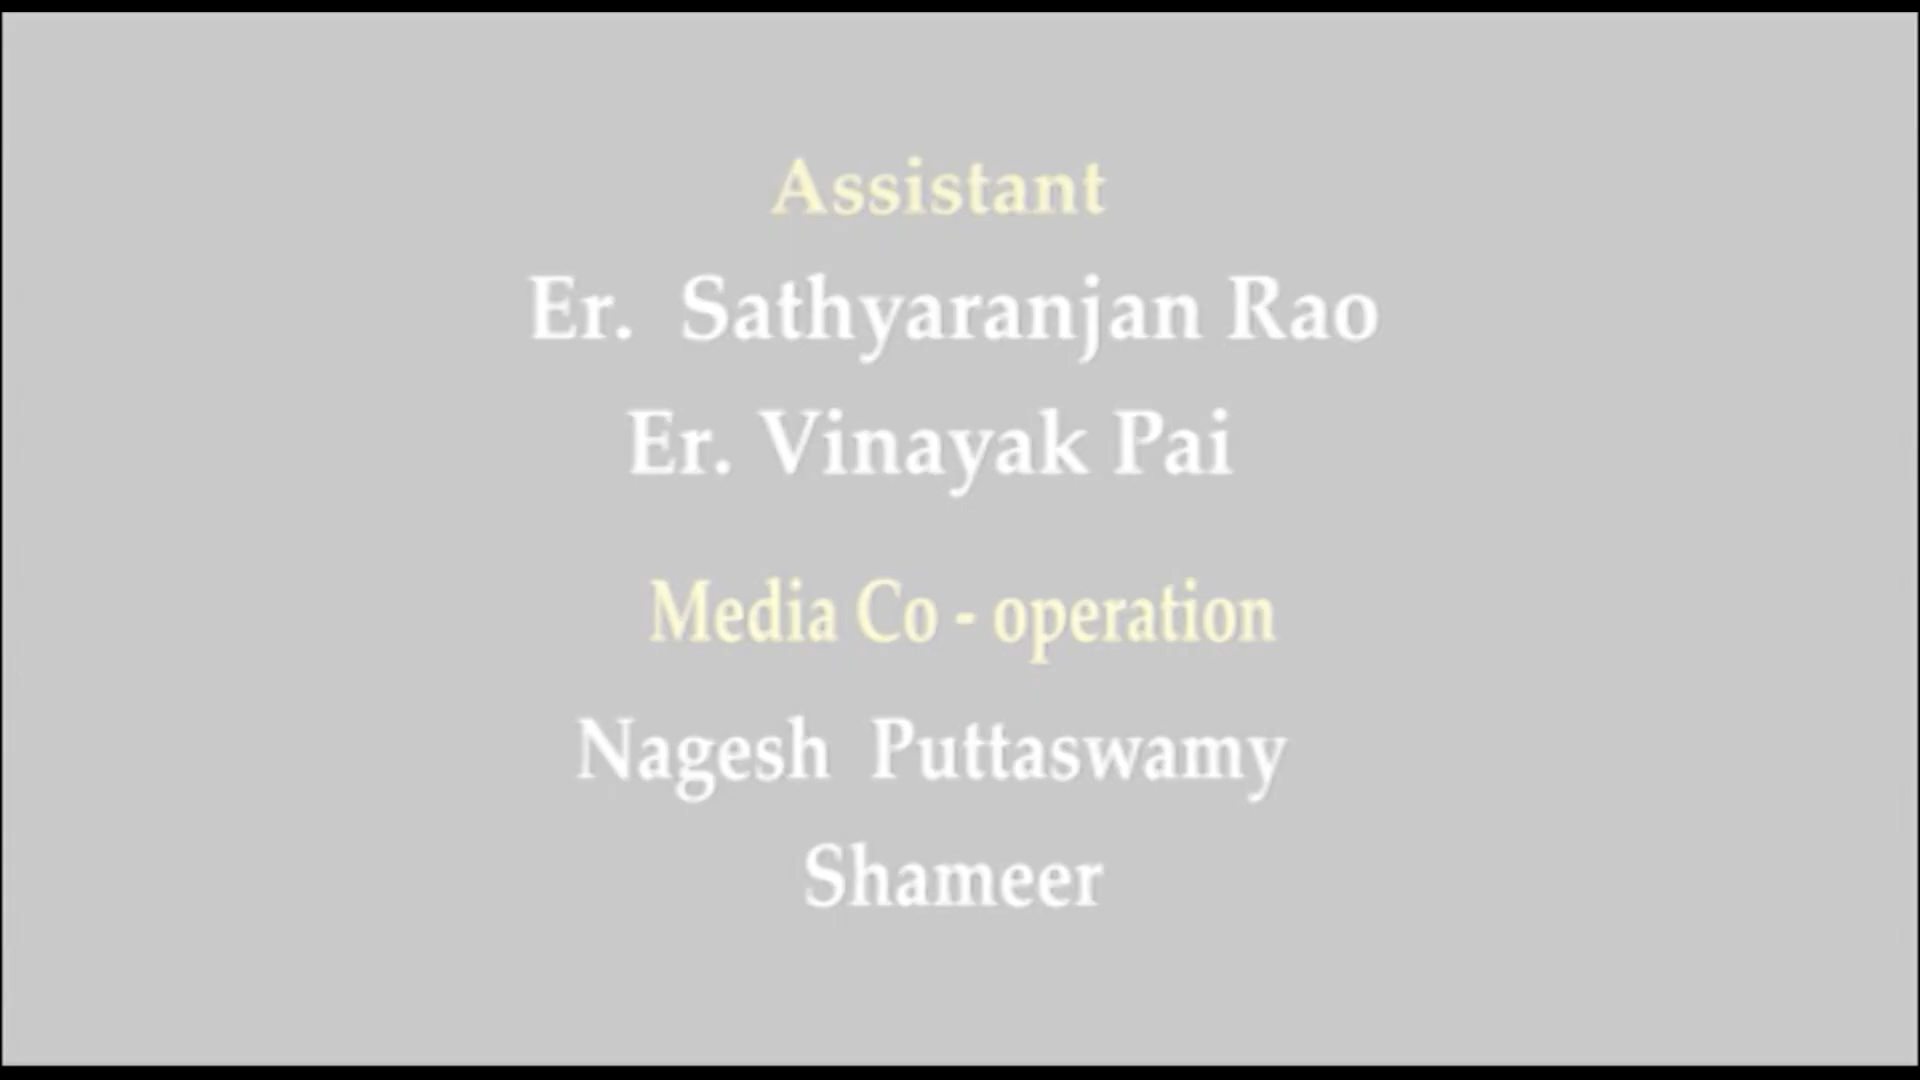 Assistant
Er. Sathyaranjan Rao
Er. Vinayak Pai
Media Co - operation
Nagesh Puttaswamy
Shameer